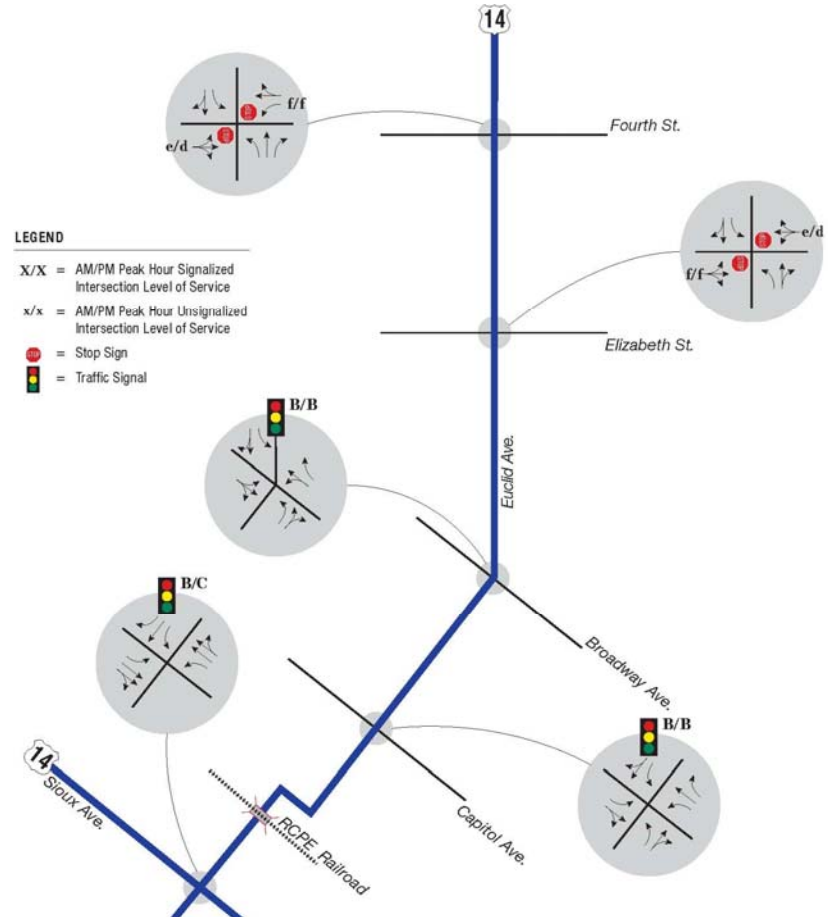 14
f/f
e/d
Fourth St.
e/d
f/f
LEGEND
X/X = AM/PM Peak Hour Signalized
Intersection Level of Service
x/x = AM/PM Peak Hour Unsignalized
Intersection Level of Service
STOP = Stop Sign
= Traffic Signal
Elizabeth St.
B/B
Euclid Ave.
B/C
Broadway Ave.
B/B
14
Sioux Ave.
RCPE Railroad
Capitol Ave.